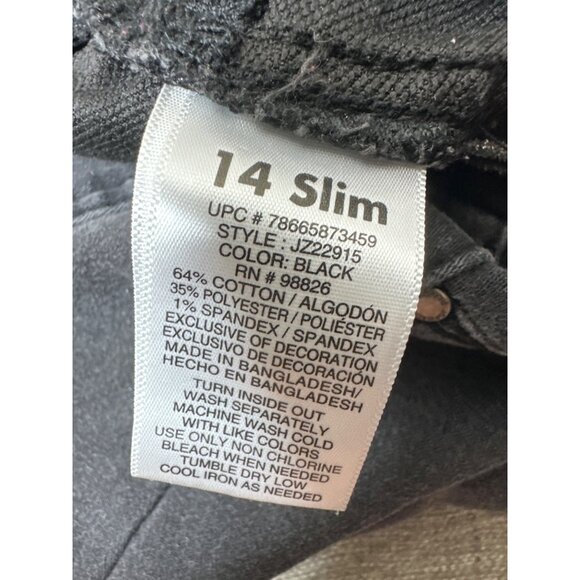 14 Slim
UPC # 78665873459
STYLE : JZ22915
COLOR: BLACK
RN # 98826
64% COTTON / ALGODÓN
35% POLYESTER / POLIÉSTER
1% SPANDEX / SPANDEX
EXCLUSIVE OF DECORATION
EXCLUSIVO DE DECORACIÓN
MADE IN BANGLADESH/
HECHO EN BANGLADESH
TURN INSIDE OUT
WASH SEPARATELY
MACHINE WASH COLD
WITH LIKE COLORS
USE ONLY NON CHLORINE
BLEACH WHEN NEEDED
TUMBLE DRY LOW
COOL IRON AS NEEDED